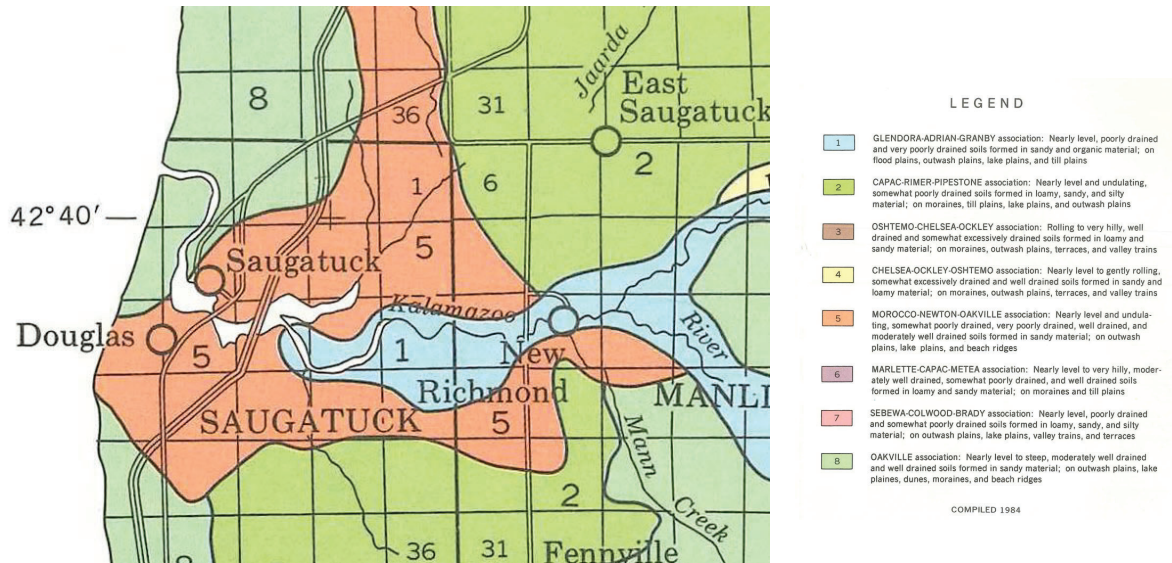 Jaarda
East
Saugatuck
8
36
31
2
1
6
42°40′
5
Saugatuck
Kalamazoo
River
Douglas
5
1
New
Richmond
MANLI
SAUGATUCK
5
Mann
Creek
2
36
31
Fennville
LEGEND
1
GLENDORA-ADRIAN-GRANBY association: Nearly level, poorly drained
and very poorly drained soils formed in sandy and organic material; on
flood plains, outwash plains, lake plains, and till plains
2
CAPAC-RIMER-PIPESTONE association: Nearly level and undulating,
somewhat poorly drained soils formed in loamy, sandy, and silty
material; on moraines, till plains, lake plains, and outwash plains
3
OSHTEMO-CHELSEA-OCKLEY association: Rolling to very hilly, well
drained and somewhat excessively drained soils formed in loamy and
sandy material; on moraines, outwash plains, terraces, and valley trains
4
CHELSEA-OCKLEY-OSHTEMO association: Nearly level to gently rolling,
somewhat excessively drained and well drained soils formed in sandy and
loamy material; on moraines, outwash plains, terraces, and valley trains
5
MOROCCO-NEWTON-OAKVILLE association: Nearly level and undula-
ting, somewhat poorly drained, very poorly drained, well drained, and
moderately well drained soils formed in sandy material; on outwash
plains, lake plains, and beach ridges
6
MARLETTE-CAPAC-METEA association: Nearly level to very hilly, moder-
ately well drained, somewhat poorly drained, and well drained soils
formed in loamy and sandy material; on moraines and till plains
7
SEBEWA-COLWOOD-BRADY association: Nearly level, poorly drained
and somewhat poorly drained soils formed in loamy, sandy, and silty
material; on outwash plains, lake plains, valley trains, and terraces
8
OAKVILLE association: Nearly level to steep, moderately well drained
and well drained soils formed in sandy material; on outwash plains, lake
plaines, dunes, moraines, and beach ridges
COMPILED 1984